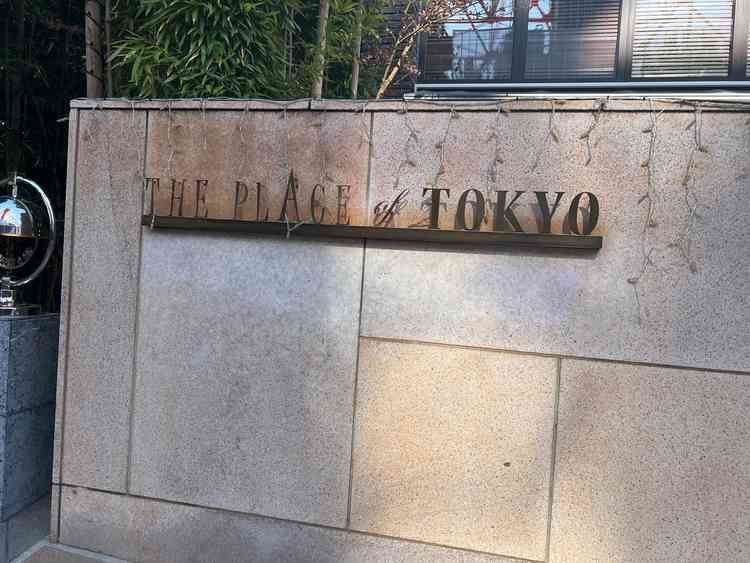 THE PLACE of TOKYO